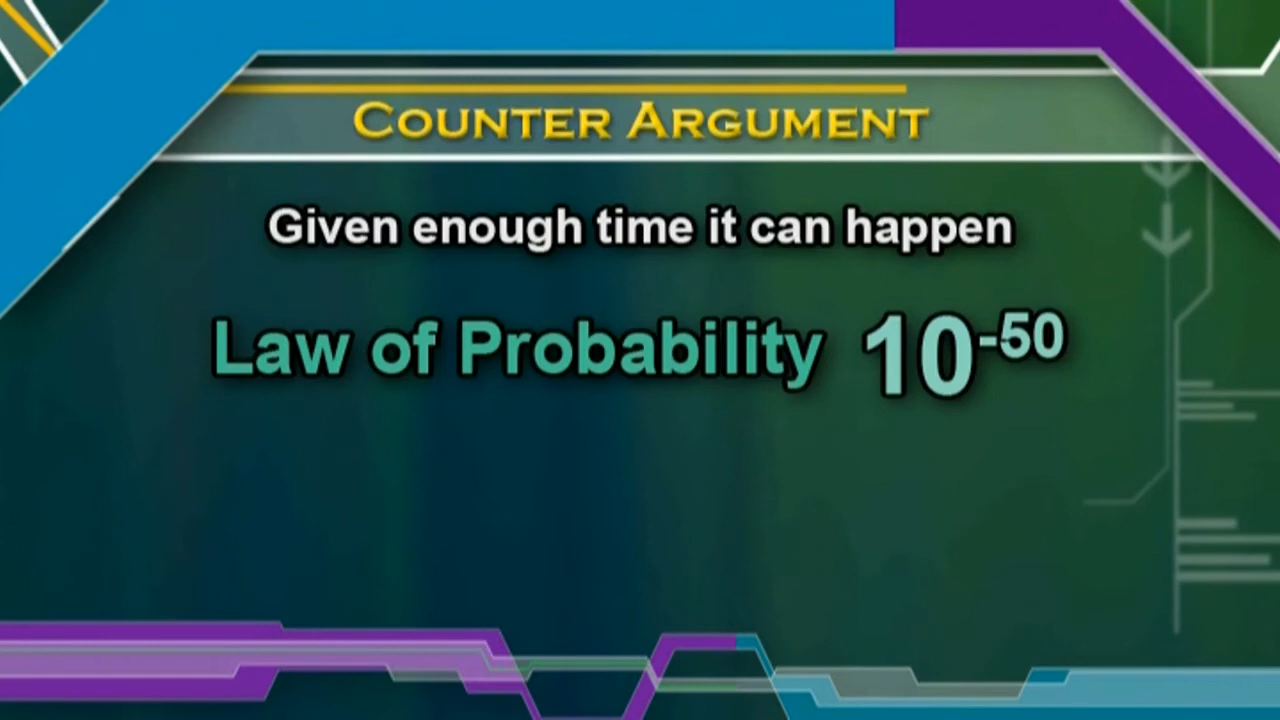 COUNTER ARGUMENT
Given enough time it can happen
Law of Probability 10⁻⁵⁰